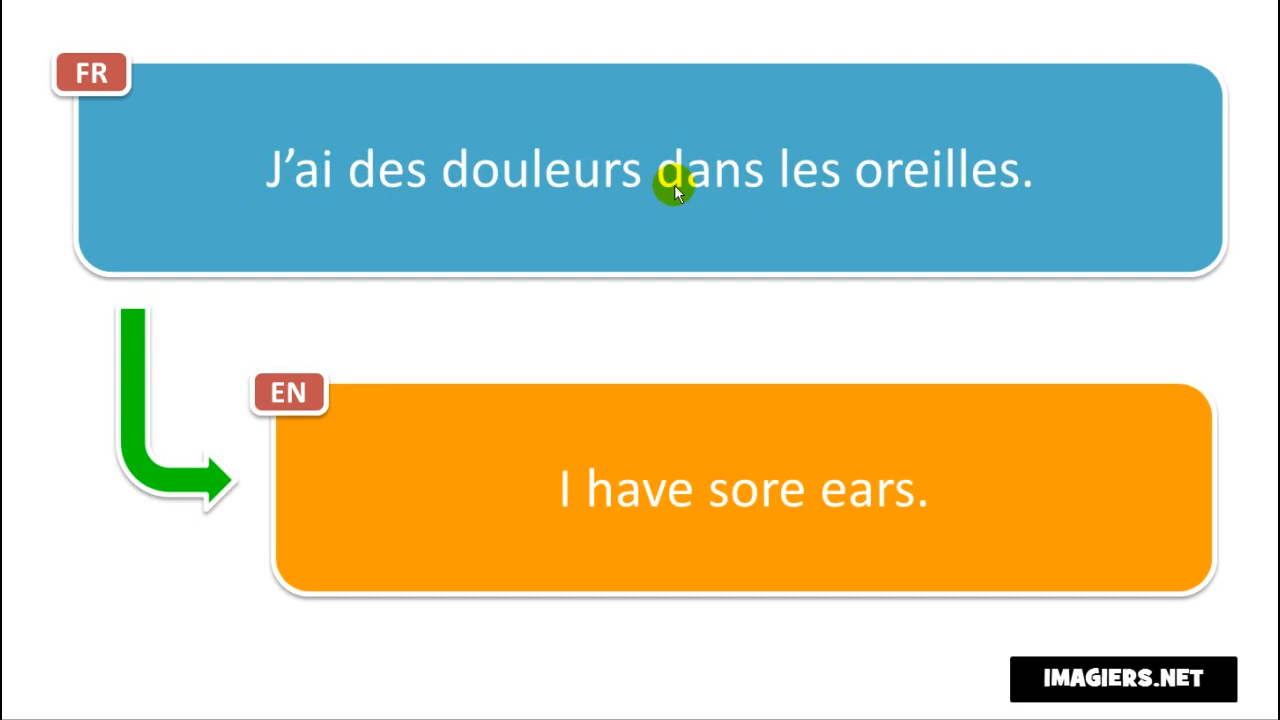 FR
J’ai des douleurs dans les oreilles.
EN
I have sore ears.
IMAGIERS.NET